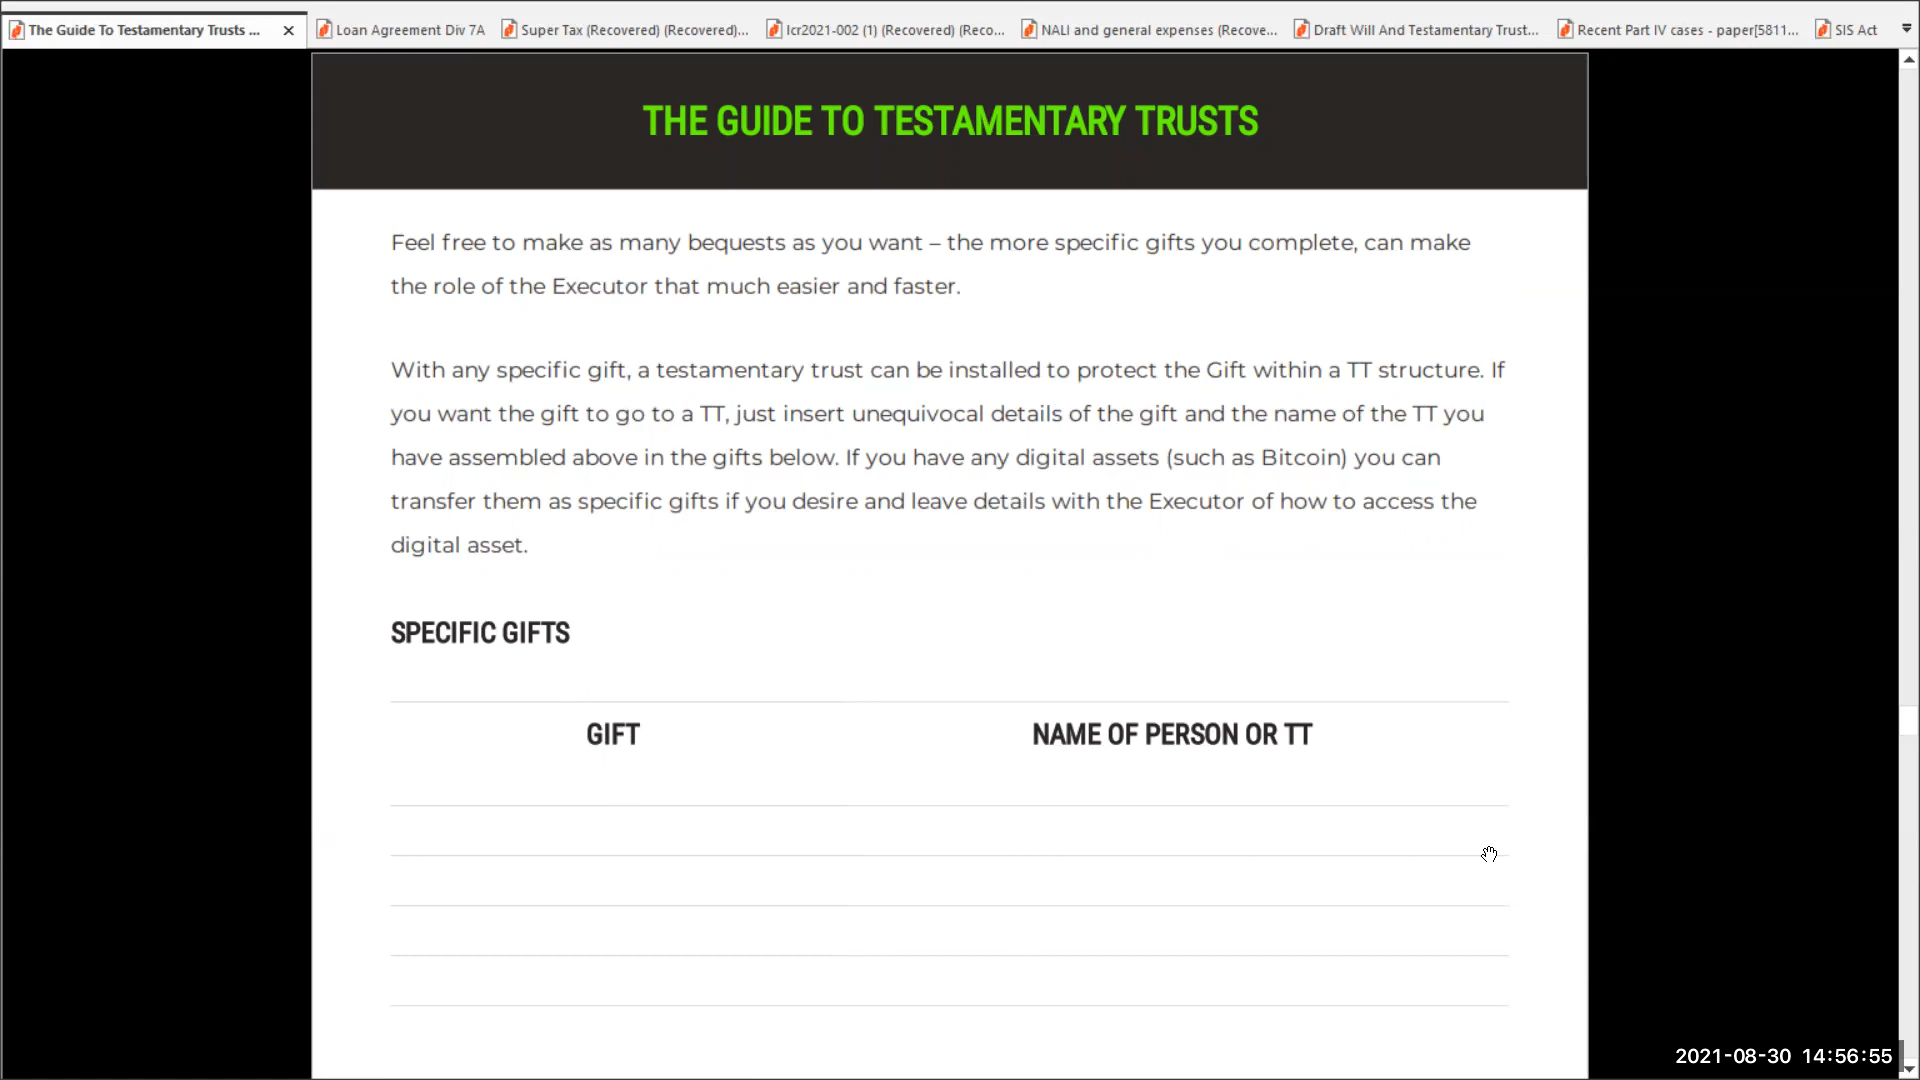 The Guide To Testamentary Trusts ...
Loan Agreement Div 7A
Super Tax (Recovered) (Recovered)...
lcr2021-002 (1) (Recovered) (Reco...
NALI and general expenses (Recove...
Draft Will And Testamentary Trust...
Recent Part IV cases - paper[5811...
SIS Act
THE GUIDE TO TESTAMENTARY TRUSTS
Feel free to make as many bequests as you want – the more specific gifts you complete, can make
the role of the Executor that much easier and faster.
With any specific gift, a testamentary trust can be installed to protect the Gift within a TT structure. If
you want the gift to go to a TT, just insert unequivocal details of the gift and the name of the TT you
have assembled above in the gifts below. If you have any digital assets (such as Bitcoin) you can
transfer them as specific gifts if you desire and leave details with the Executor of how to access the
digital asset.
SPECIFIC GIFTS
GIFT
NAME OF PERSON OR TT
2021-08-30 14:56:55